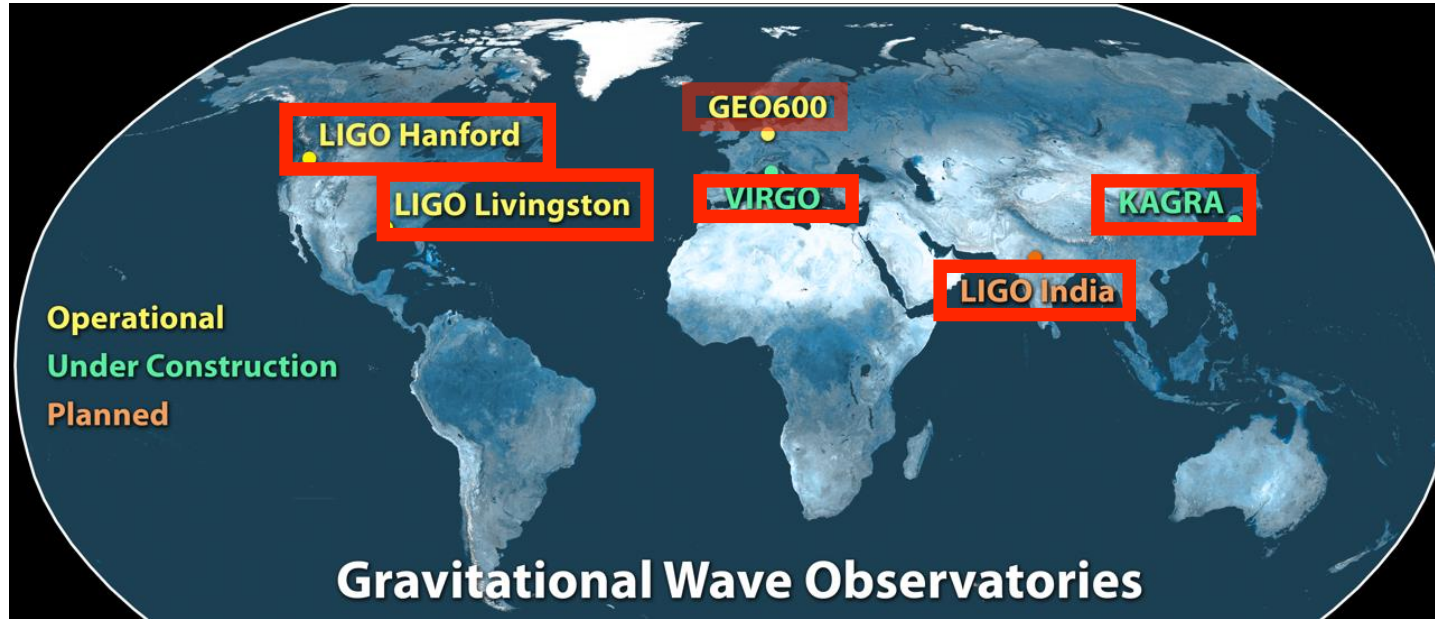 GEO600
LIGO Hanford
LIGO Livingston
VIRGO
KAGRA
LIGO India
Operational
Under Construction
Planned
Gravitational Wave Observatories